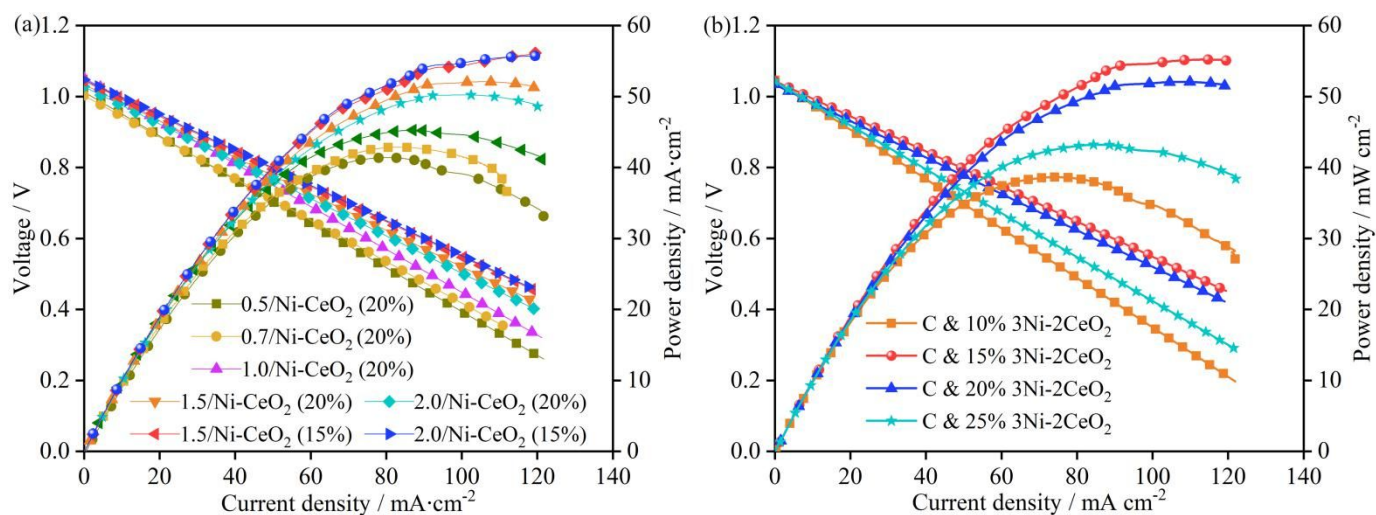 (a)
1.2
1.0
0.8
0.6
0.4
0.2
0.0
Voltage / V
0 20 40 60 80 100 120 140
Current density / mA·cm⁻²
60
50
40
30
20
10
0
Power density / mA·cm⁻²
0.5/Ni-CeO₂ (20%)
0.7/Ni-CeO₂ (20%)
1.0/Ni-CeO₂ (20%)
1.5/Ni-CeO₂ (20%) 2.0/Ni-CeO₂ (20%)
1.5/Ni-CeO₂ (15%) 2.0/Ni-CeO₂ (15%)
(b)
1.2
1.0
0.8
0.6
0.4
0.2
0.0
Voltege / V
0 20 40 60 80 100 120 140
Current density / mA cm⁻²
60
50
40
30
20
10
0
Power density / mW cm⁻²
C & 10% 3Ni-2CeO₂
C & 15% 3Ni-2CeO₂
C & 20% 3Ni-2CeO₂
C & 25% 3Ni-2CeO₂